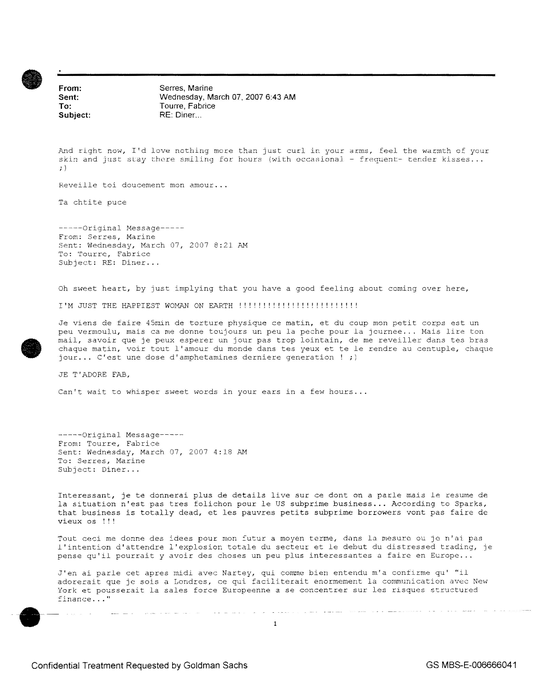 From: Serres, Marine
Sent: Wednesday, March 07, 2007 6:43 AM
To: Tourre, Fabrice
Subject: RE: Diner...
And right now, I'd love nothing more than just curl in your arms, feel the warmth of your
skin and just stay there smiling for hours (with occasional - frequent- tender kisses...
;)
Reveille toi doucement mon amour...
Ta chtite puce
-----Original Message-----
From: Serres, Marine
Sent: Wednesday, March 07, 2007 8:21 AM
To: Tourre, Fabrice
Subject: RE: Diner...
Oh sweet heart, by just implying that you have a good feeling about coming over here,
I'M JUST THE HAPPIEST WOMAN ON EARTH !!!!!!!!!!!!!!!!!!!!!!!!!
Je viens de faire 45min de torture physique ce matin, et du coup mon petit corps est un
peu vermoulu, mais ca me donne toujours un peu la peche pour la journee... Mais lire ton
mail, savoir que je peux esperer un jour pas trop lointain, de me reveiller dans tes bras
chaque matin, voir tout l'amour du monde dans tes yeux et te le rendre au centuple, chaque
jour... C'est une dose d'amphetamines derniere generation ! ;)
JE T'ADORE FAB,
Can't wait to whisper sweet words in your ears in a few hours...
-----Original Message-----
From: Tourre, Fabrice
Sent: Wednesday, March 07, 2007 4:18 AM
To: Serres, Marine
Subject: Diner...
Interessant, je te donnerai plus de details live sur ce dont on a parle mais le resume de
la situation n'est pas tres folichon pour le US subprime business... According to Sparks,
that business is totally dead, et les pauvres petits subprime borrowers vont pas faire de
vieux os !!!
Tout ceci me donne des idees pour mon futur a moyen terme, dans la mesure ou je n'ai pas
l'intention d'attendre l'explosion totale du secteur et le debut du distressed trading, je
pense qu'il pourrait y avoir des choses un peu plus interessantes a faire en Europe...
J'en ai parle cet apres midi avec Nartey, qui comme bien entendu m'a confirme qu' "il
adorerait que je sois a Londres, ce qui faciliterait enormement la communication avec New
York et pousserait la sales force Europeenne a se concentrer sur les risques structured
finance..."
1
Confidential Treatment Requested by Goldman Sachs
GS MBS-E-006666041